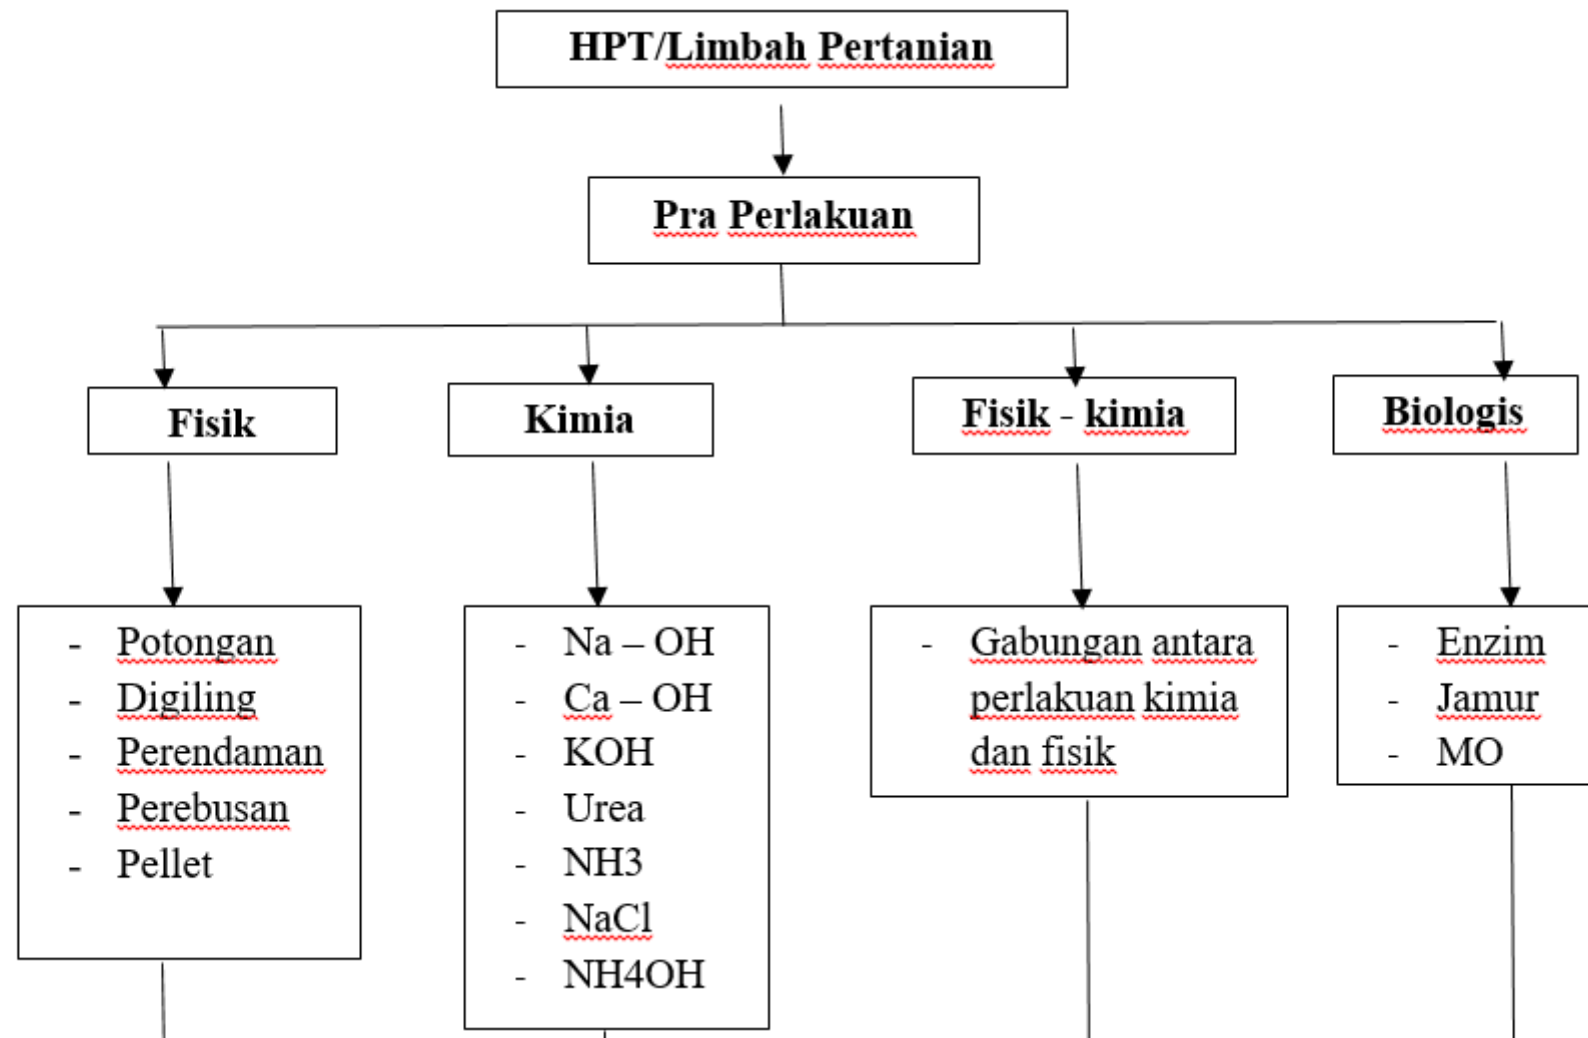 HPT/Limbah Pertanian
Pra Perlakuan
Fisik
Kimia
Fisik - kimia
Biologis
- Potongan
- Digiling
- Perendaman
- Perebusan
- Pellet
- Na – OH
- Ca – OH
- KOH
- Urea
- NH3
- NaCl
- NH4OH
- Gabungan antara
perlakuan kimia
dan fisik
- Enzim
- Jamur
- MO